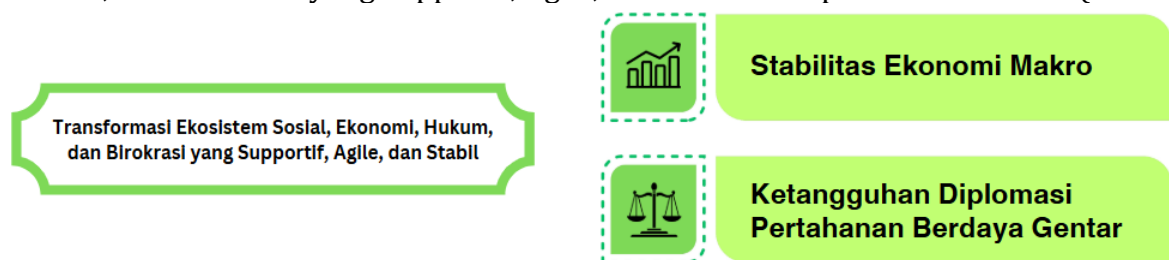 Transformasi Ekosistem Sosial, Ekonomi, Hukum,
dan Birokrasi yang Supportif, Agile, dan Stabil
Stabilitas Ekonomi Makro
Ketangguhan Diplomasi
Pertahanan Berdaya Gentar